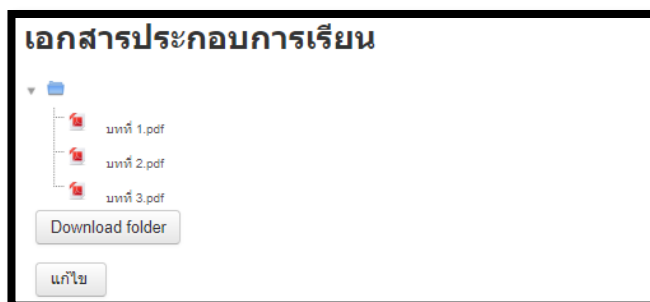 เอกสารประกอบการเรียน
บทที่ 1.pdf
บทที่ 2.pdf
บทที่ 3.pdf
Download folder
แก้ไข